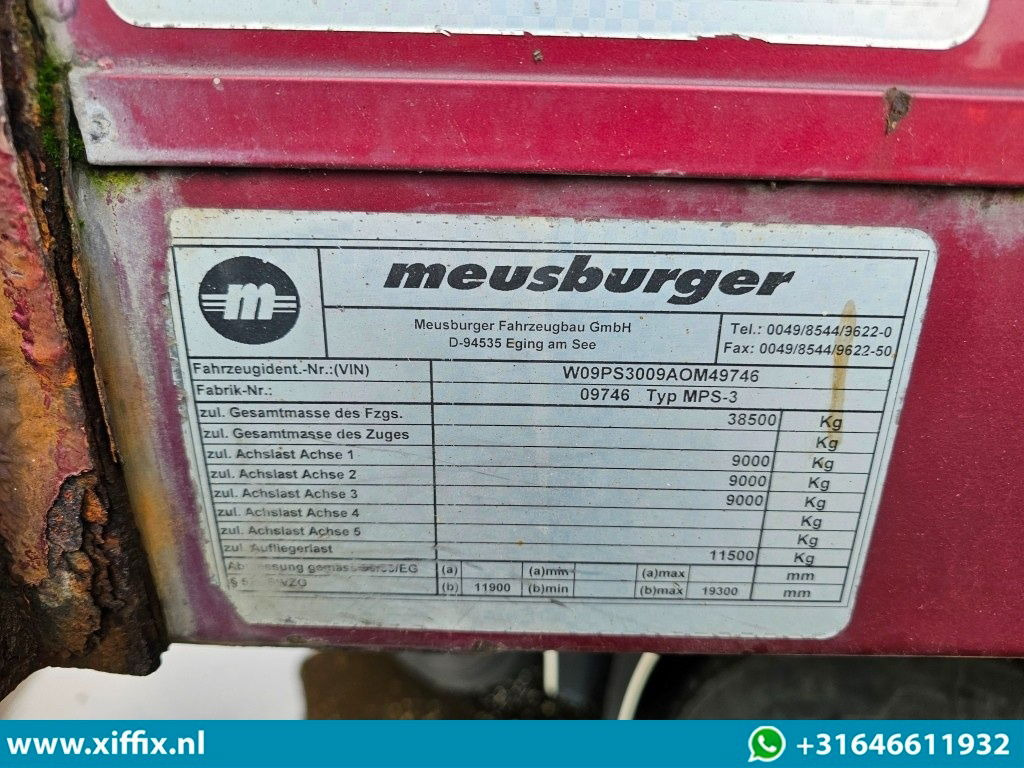 m
meusburger
Meusburger Fahrzeugbau GmbH
D-94535 Eging am See
Tel.: 0049/8544/9622-0
Fax: 0049/8544/9622-50
Fahrzeugident.-Nr.:(VIN) W09PS3009AOM49746
Fabrik-Nr.: 09746 Typ MPS-3
zul. Gesamtmasse des Fzgs. 38500 Kg
zul. Gesamtmasse des Zuges Kg
zul. Achslast Achse 1 9000 Kg
zul. Achslast Achse 2 9000 Kg
zul. Achslast Achse 3 9000 Kg
zul. Achslast Achse 4 Kg
zul. Achslast Achse 5 Kg
zul. Aufliegerlast 11500 Kg
(a) (a)min (a)max mm
(b) 11900 (b)min (b)max 19300 mm
www.xiffix.nl
+31646611932